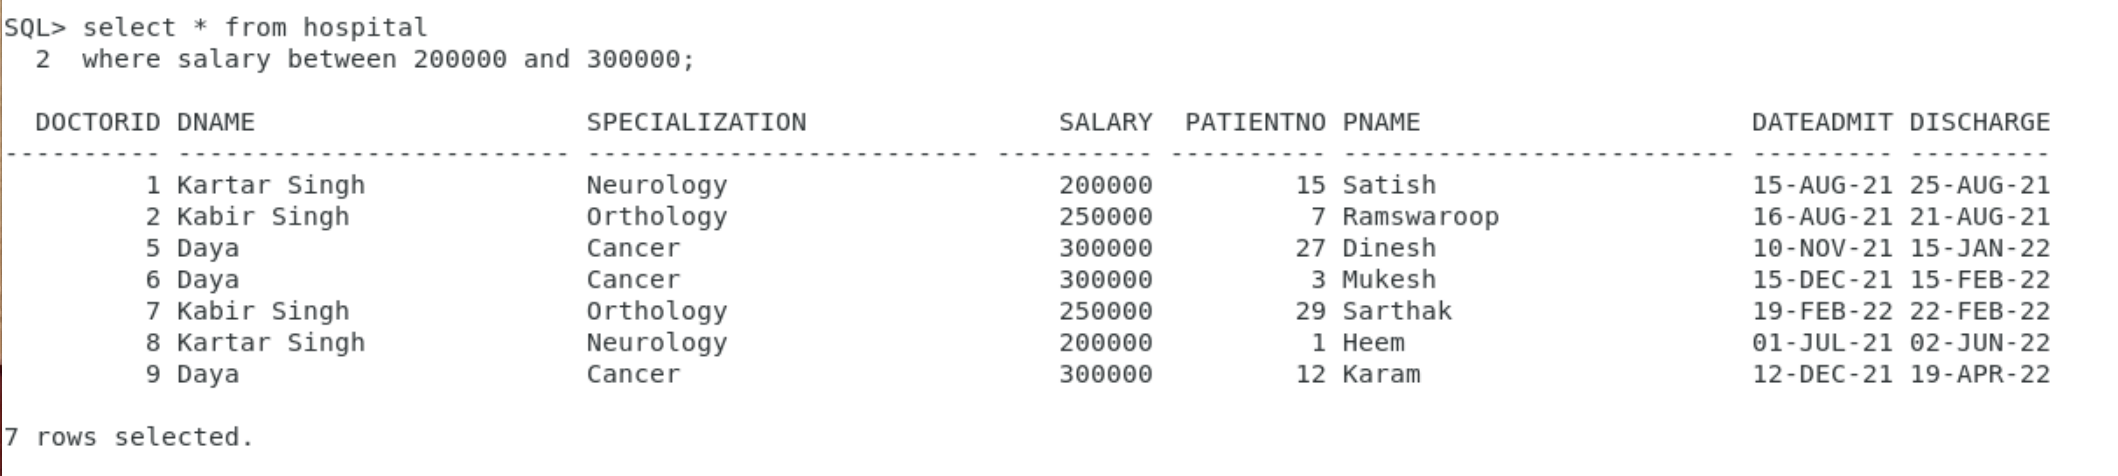 SQL> select * from hospital
  2  where salary between 200000 and 300000;
  DOCTORID DNAME                     SPECIALIZATION                SALARY  PATIENTNO PNAME                     DATEADMIT DISCHARGE
---------- ------------------------- ------------------------- ---------- ---------- ------------------------- --------- ---------
         1 Kartar Singh              Neurology                     200000         15 Satish                    15-AUG-21 25-AUG-21
         2 Kabir Singh               Orthology                     250000          7 Ramswaroop                16-AUG-21 21-AUG-21
         5 Daya                      Cancer                        300000         27 Dinesh                    10-NOV-21 15-JAN-22
         6 Daya                      Cancer                        300000          3 Mukesh                    15-DEC-21 15-FEB-22
         7 Kabir Singh               Orthology                     250000         29 Sarthak                   19-FEB-22 22-FEB-22
         8 Kartar Singh              Neurology                     200000          1 Heem                      01-JUL-21 02-JUN-22
         9 Daya                      Cancer                        300000         12 Karam                     12-DEC-21 19-APR-22
7 rows selected.